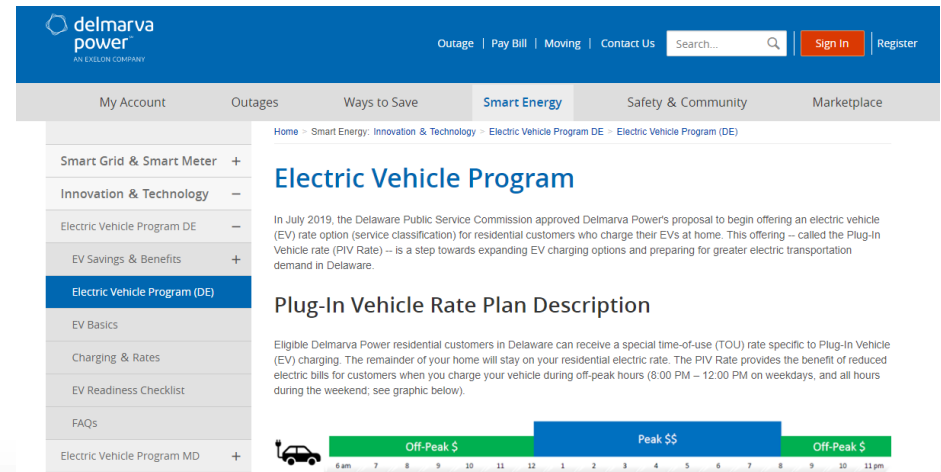 delmarva
power
AN EXELON COMPANY
Outage | Pay Bill | Moving | Contact Us Search... Sign In Register
My Account Outages Ways to Save Smart Energy Safety & Community Marketplace
Home > Smart Energy: Innovation & Technology > Electric Vehicle Program DE > Electric Vehicle Program (DE)
Smart Grid & Smart Meter +
Innovation & Technology –
Electric Vehicle Program DE –
EV Savings & Benefits +
Electric Vehicle Program (DE)
EV Basics
Charging & Rates
EV Readiness Checklist
FAQs
Electric Vehicle Program MD +
Electric Vehicle Program
In July 2019, the Delaware Public Service Commission approved Delmarva Power's proposal to begin offering an electric vehicle
(EV) rate option (service classification) for residential customers who charge their EVs at home. This offering -- called the Plug-In
Vehicle rate (PIV Rate) -- is a step towards expanding EV charging options and preparing for greater electric transportation
demand in Delaware.
Plug-In Vehicle Rate Plan Description
Eligible Delmarva Power residential customers in Delaware can receive a special time-of-use (TOU) rate specific to Plug-In Vehicle
(EV) charging. The remainder of your home will stay on your residential electric rate. The PIV Rate provides the benefit of reduced
electric bills for customers when you charge your vehicle during off-peak hours (8:00 PM – 12:00 PM on weekdays, and all hours
during the weekend; see graphic below).
Off-Peak $ Peak $$ Off-Peak $
6 am 7 8 9 10 11 12 1 2 3 4 5 6 7 8 9 10 11 pm